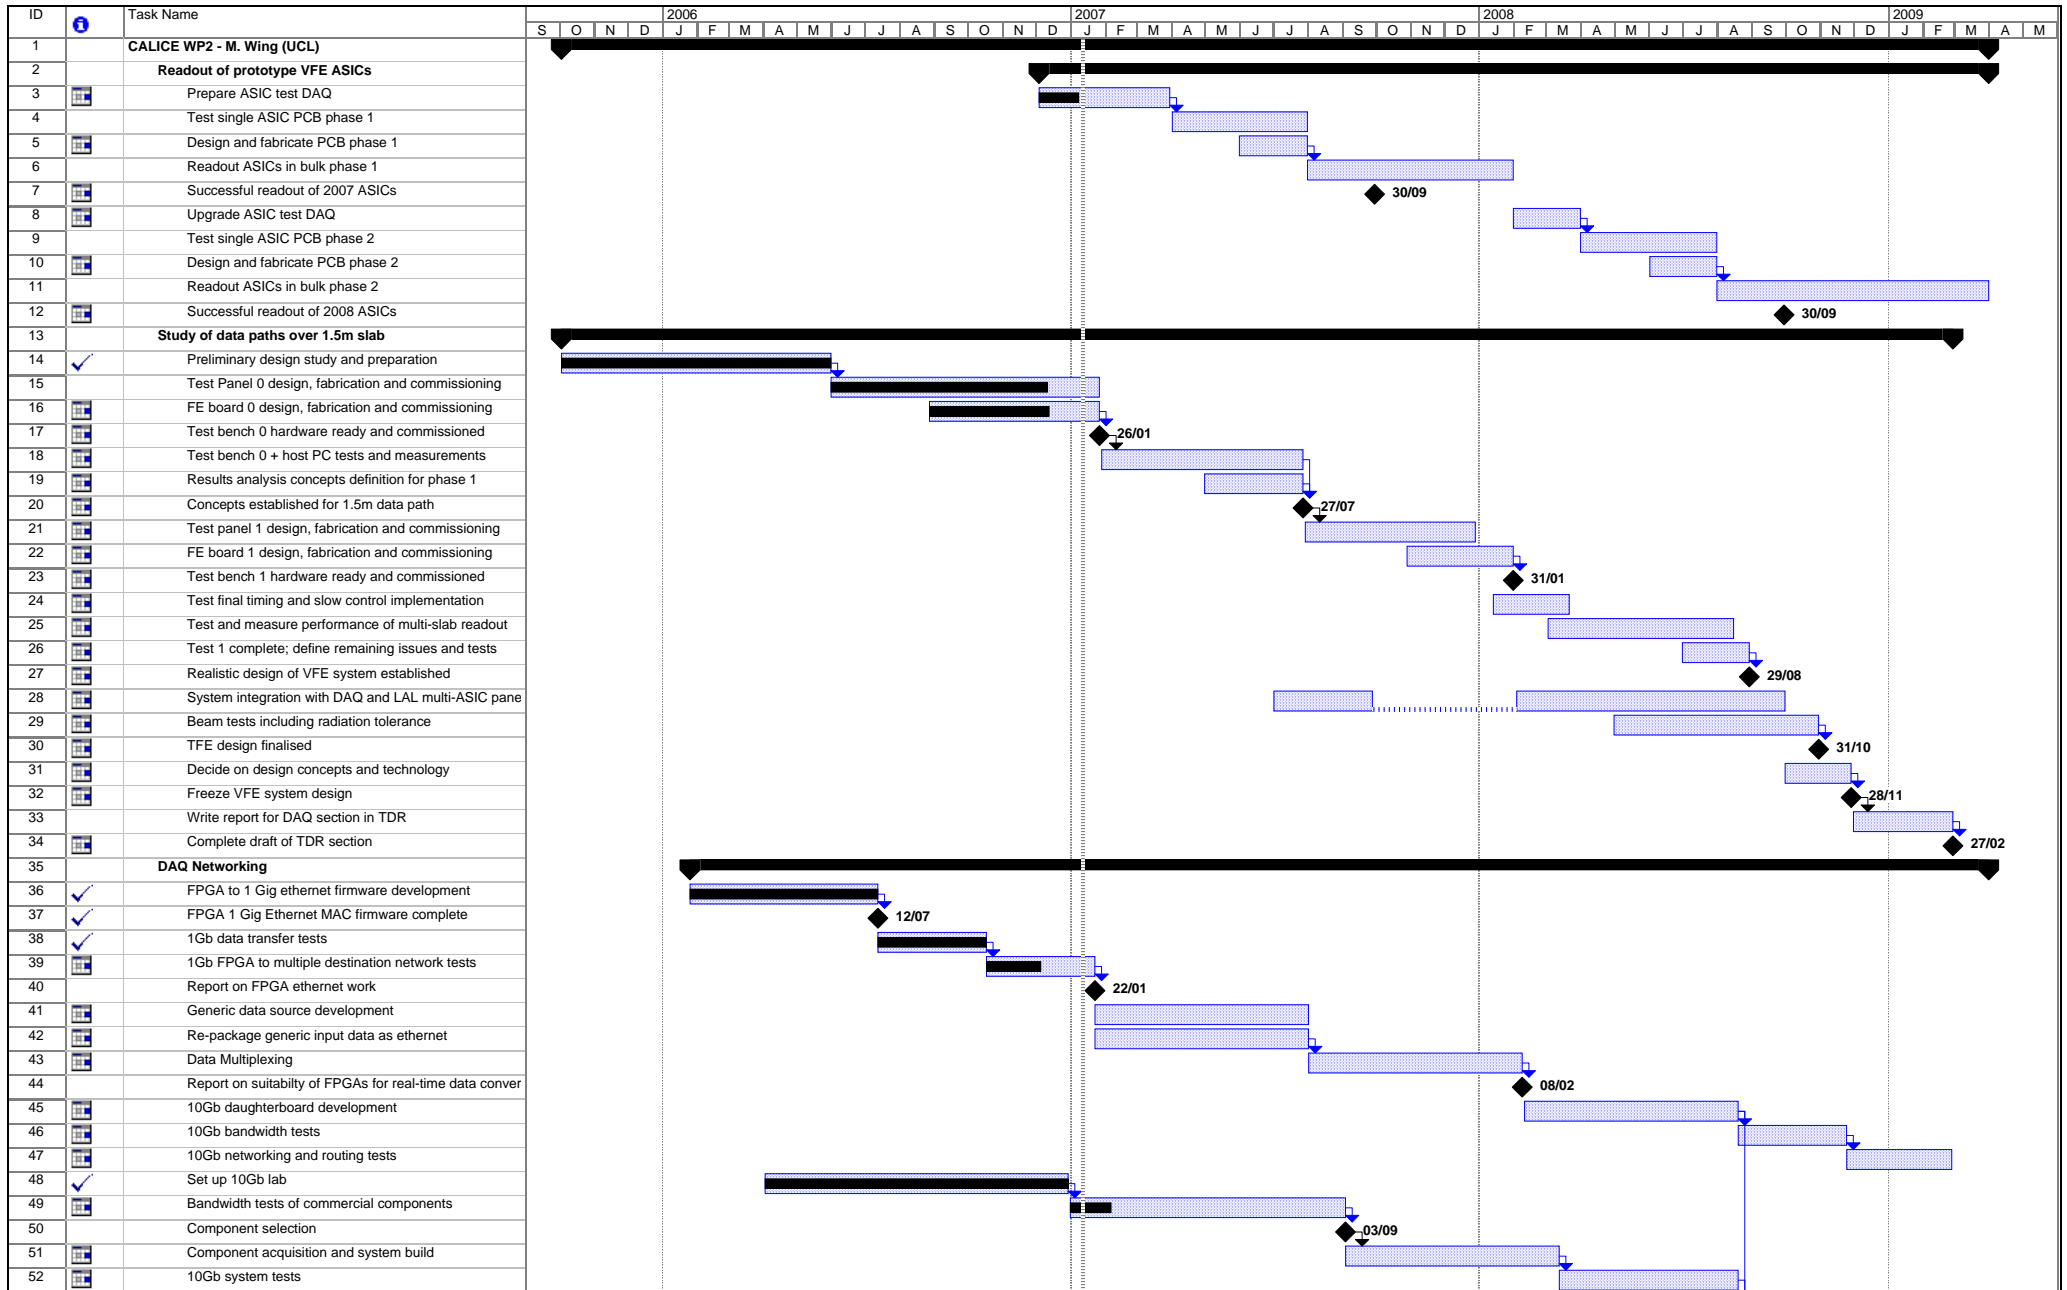 ID Task Name 2006 2007 2008 2009
S O N D J F M A M J J A S O N D J F M A M J J A S O N D J F M A M J J A S O N D J F M A M
1 CALICE WP2 - M. Wing (UCL)
2 Readout of prototype VFE ASICs
3 Prepare ASIC test DAQ
4 Test single ASIC PCB phase 1
5 Design and fabricate PCB phase 1
6 Readout ASICs in bulk phase 1
7 Successful readout of 2007 ASICs 30/09
8 Upgrade ASIC test DAQ
9 Test single ASIC PCB phase 2
10 Design and fabricate PCB phase 2
11 Readout ASICs in bulk phase 2
12 Successful readout of 2008 ASICs 30/09
13 Study of data paths over 1.5m slab
14 Preliminary design study and preparation
15 Test Panel 0 design, fabrication and commissioning
16 FE board 0 design, fabrication and commissioning
17 Test bench 0 hardware ready and commissioned 26/01
18 Test bench 0 + host PC tests and measurements
19 Results analysis concepts definition for phase 1
20 Concepts established for 1.5m data path 27/07
21 Test panel 1 design, fabrication and commissioning
22 FE board 1 design, fabrication and commissioning
23 Test bench 1 hardware ready and commissioned 31/01
24 Test final timing and slow control implementation
25 Test and measure performance of multi-slab readout
26 Test 1 complete; define remaining issues and tests
27 Realistic design of VFE system established 29/08
28 System integration with DAQ and LAL multi-ASIC pane
29 Beam tests including radiation tolerance
30 TFE design finalised 31/10
31 Decide on design concepts and technology
32 Freeze VFE system design 28/11
33 Write report for DAQ section in TDR
34 Complete draft of TDR section 27/02
35 DAQ Networking
36 FPGA to 1 Gig ethernet firmware development
37 FPGA 1 Gig Ethernet MAC firmware complete 12/07
38 1Gb data transfer tests
39 1Gb FPGA to multiple destination network tests
40 Report on FPGA ethernet work 22/01
41 Generic data source development
42 Re-package generic input data as ethernet
43 Data Multiplexing
44 Report on suitabilty of FPGAs for real-time data conver 08/02
45 10Gb daughterboard development
46 10Gb bandwidth tests
47 10Gb networking and routing tests
48 Set up 10Gb lab
49 Bandwidth tests of commercial components
50 Component selection 03/09
51 Component acquisition and system build
52 10Gb system tests